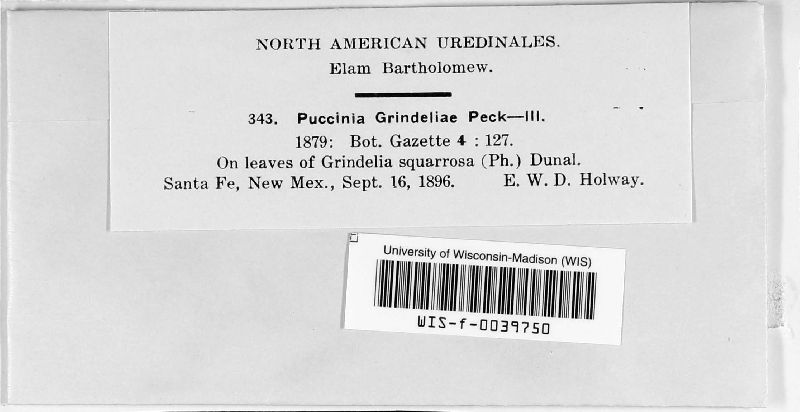 NORTH AMERICAN UREDINALES.
Elam Bartholomew.
343. Puccinia Grindeliae Peck—III.
1879: Bot. Gazette 4 : 127.
On leaves of Grindelia squarrosa (Ph.) Dunal.
Santa Fe, New Mex., Sept. 16, 1896. E. W. D. Holway.
University of Wisconsin-Madison (WIS)
WIS-f-0039750